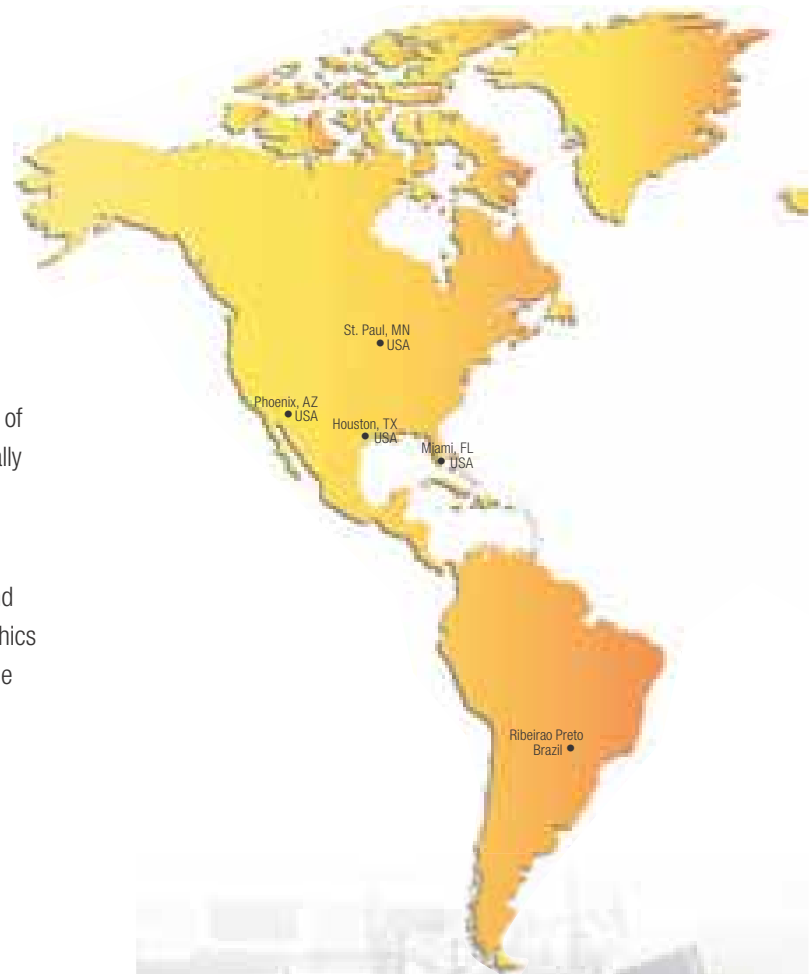 St. Paul, MN
USA
Phoenix, AZ
USA
Houston, TX
USA
Miami, FL
USA
of
ally
d
hics
e
Ribeirao Preto
Brazil